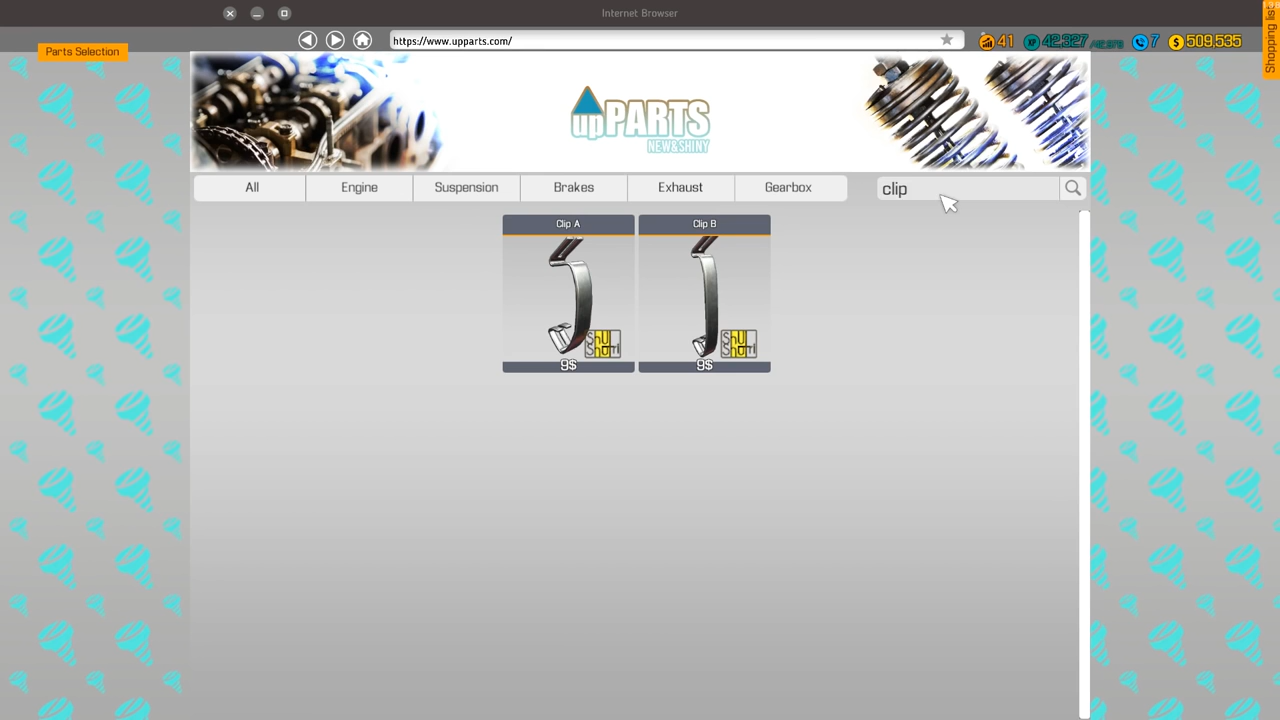 Internet Browser
Parts Selection
https://www.upparts.com/
41
42,327
7
$ 509,535
Shopping list
upPARTS
NEW&SHINY
All
Engine
Suspension
Brakes
Exhaust
Gearbox
clip
Clip A
Clip B
9$
9$